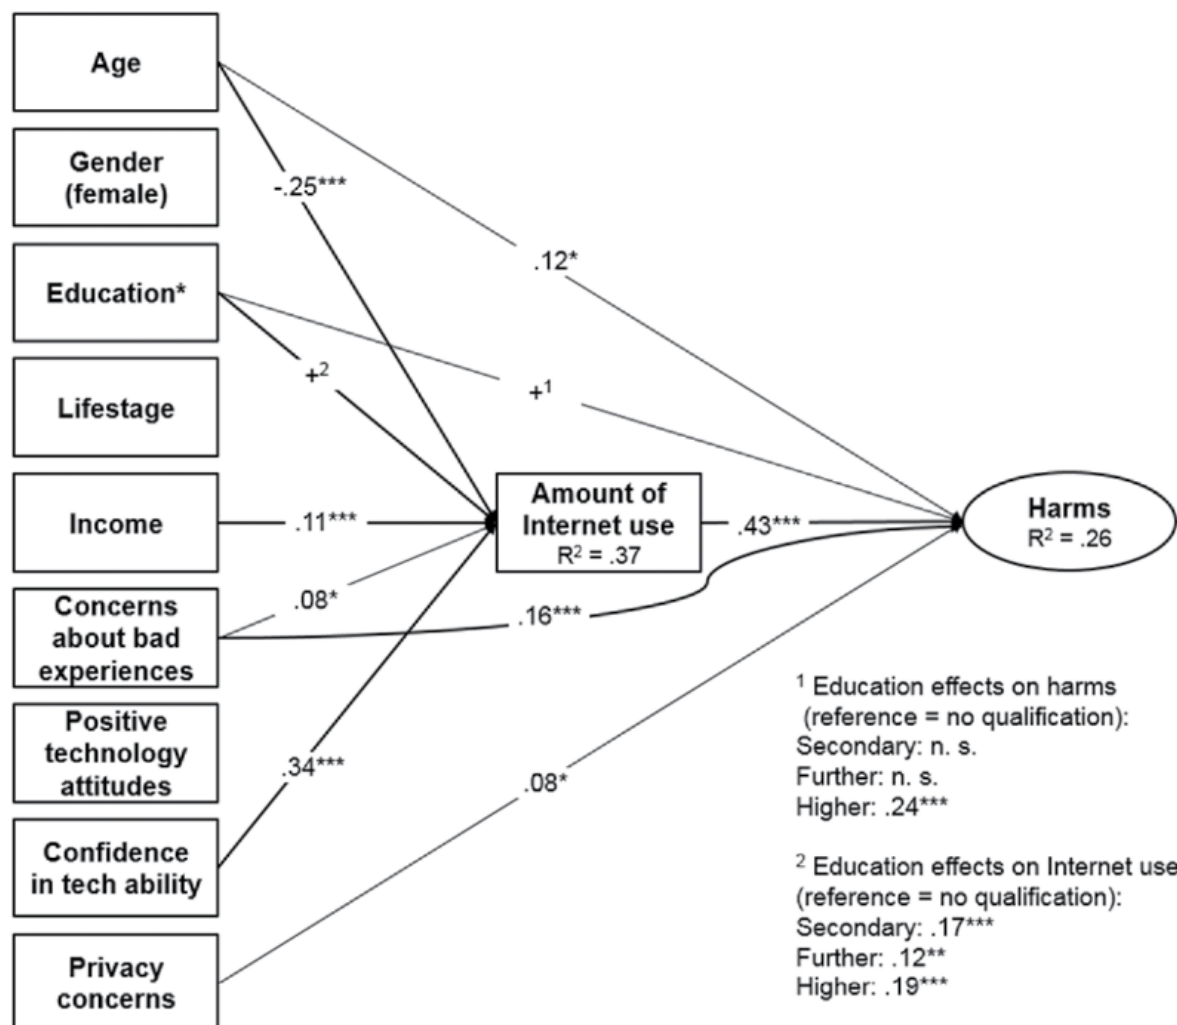 Age
Gender
(female)
-.25***
.12*
Education*
+²
+¹
Lifestage
Income
.11***
Amount of
Internet use
R² = .37
.43***
Harms
R² = .26
Concerns
about bad
experiences
.08*
.16***
Positive
technology
attitudes
.34***
.08*
Confidence
in tech ability
Privacy
concerns
¹ Education effects on harms
(reference = no qualification):
Secondary: n. s.
Further: n. s.
Higher: .24***
² Education effects on Internet use
(reference = no qualification):
Secondary: .17***
Further: .12**
Higher: .19***